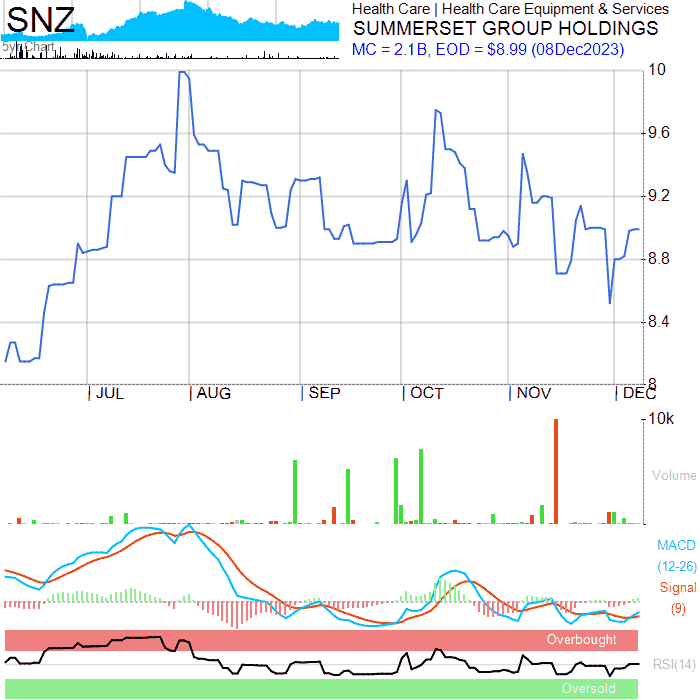 SNZ
5yr Chart
Health Care | Health Care Equipment & Services
SUMMERSET GROUP HOLDINGS
MC = 2.1B, EOD = $8.99 (08Dec2023)
10
9.6
9.2
8.8
8.4
8
JUL AUG SEP OCT NOV DEC
10k
Volume
MACD
(12-26)
Signal
(9)
Overbought
RSI(14)
Oversold